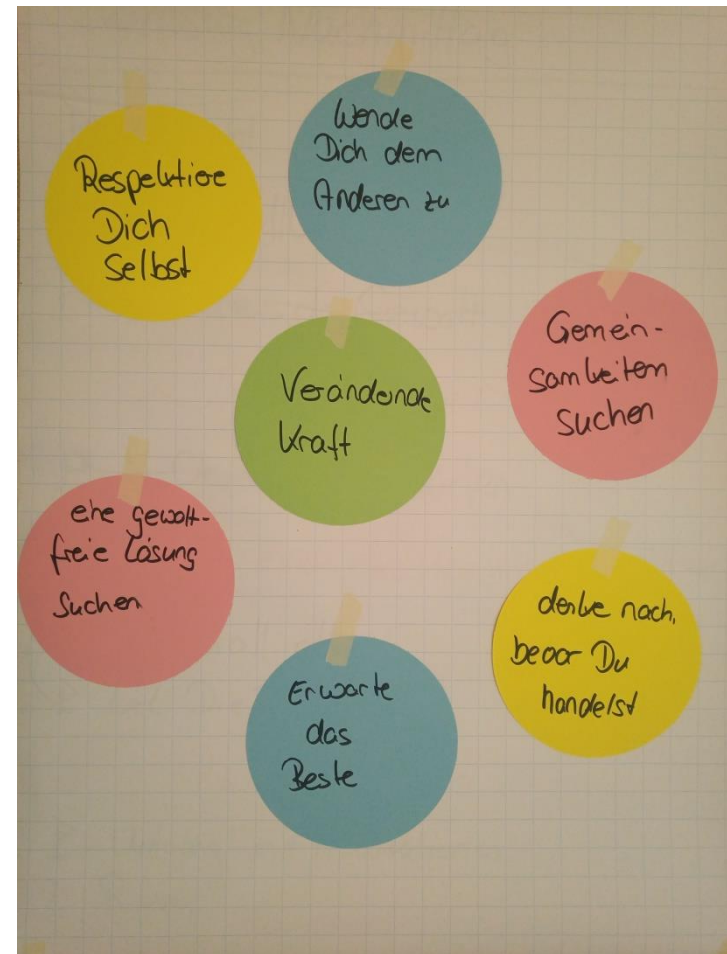 Respektiere
Dich
Selbst
Wende
Dich dem
Anderen zu
Gemein-
samkeiten
suchen
Verändernde
Kraft
ehe gewalt-
freie Lösung
Suchen
denke nach,
bevor Du
handelst
Erwarte
das
Beste